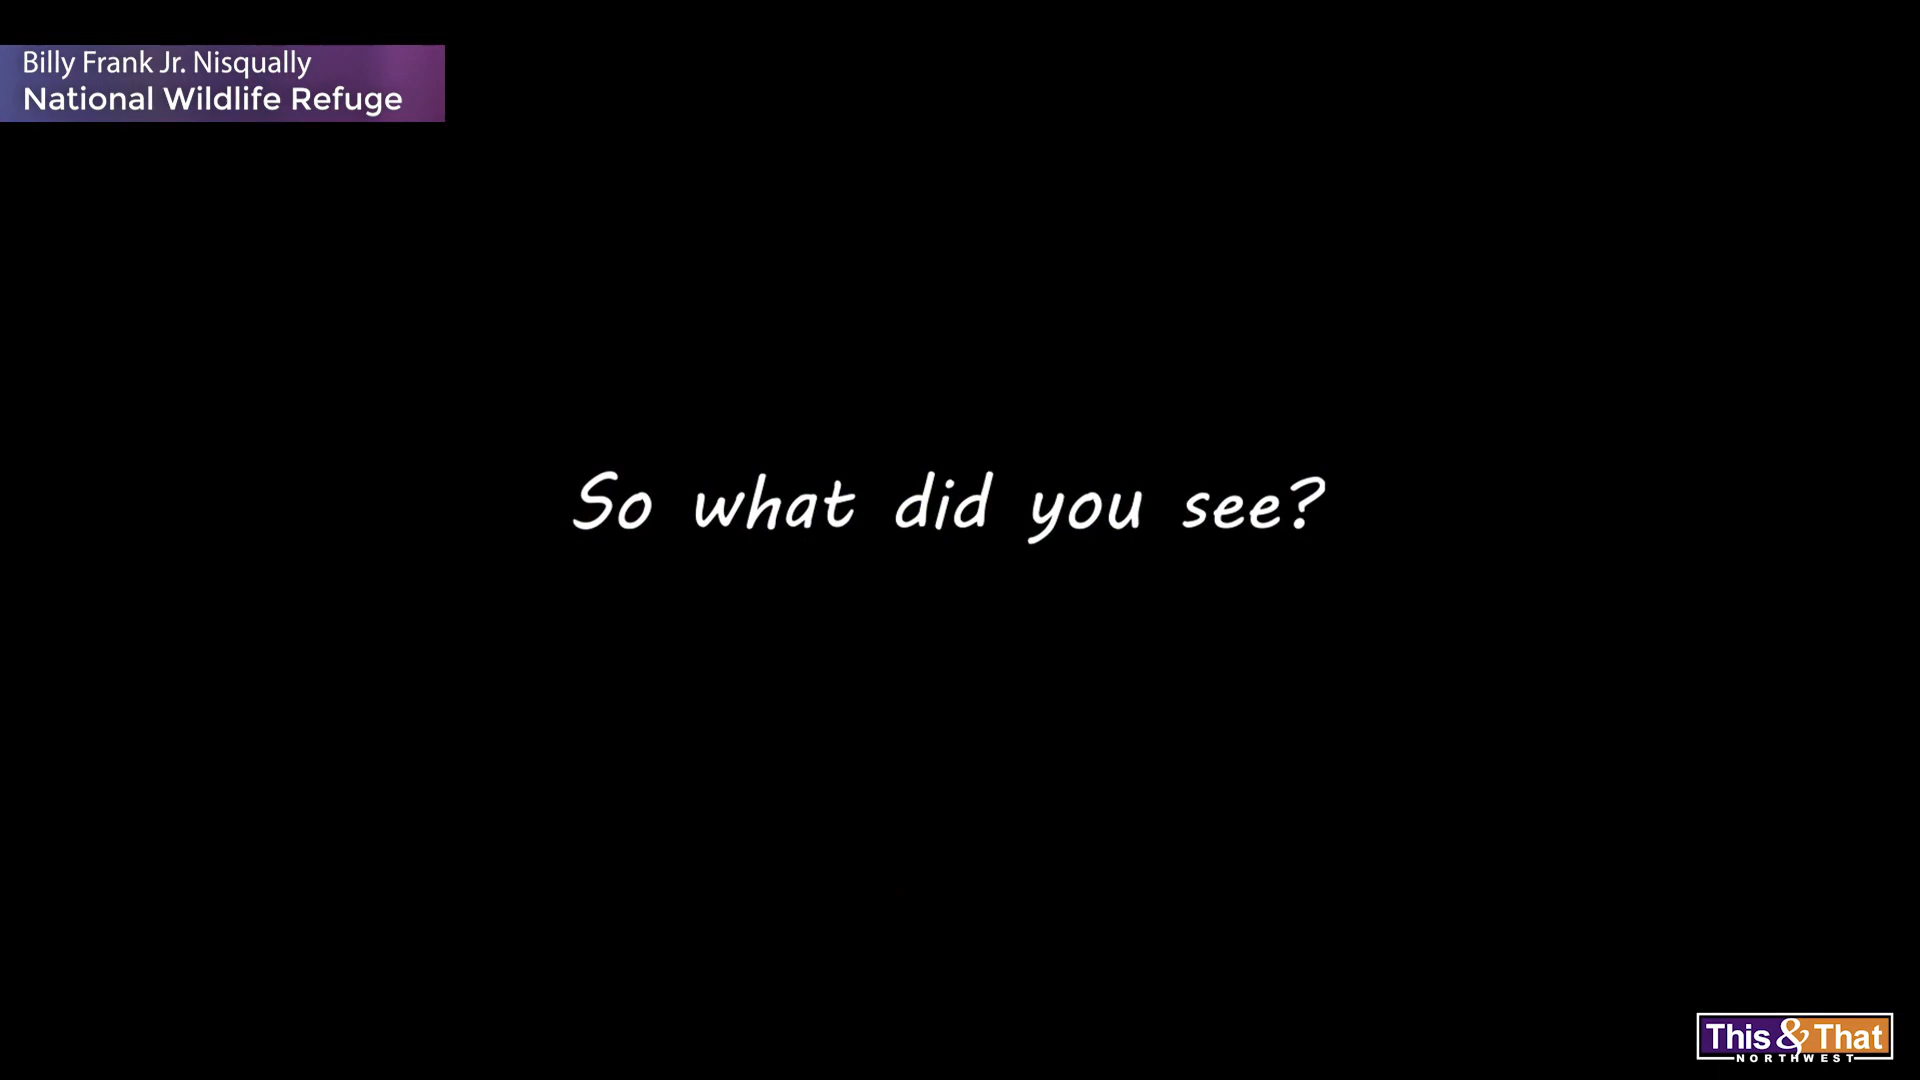 Billy Frank Jr. Nisqually
National Wildlife Refuge
So what did you see?
This & That
NORTHWEST